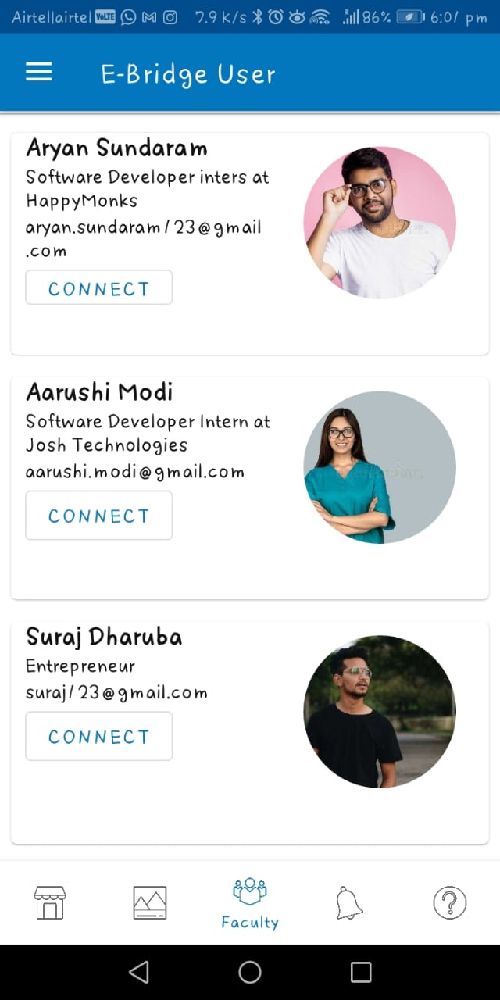 Airtel|airtel VoLTE 7.9 K/s 86% 6:01 pm
E-Bridge User
Aryan Sundaram
Software Developer inters at
HappyMonks
aryan.sundaram123@gmail
.com
CONNECT
Aarushi Modi
Software Developer Intern at
Josh Technologies
aarushi.modi@gmail.com
CONNECT
Suraj Dharuba
Entrepreneur
suraj123@gmail.com
CONNECT
Faculty